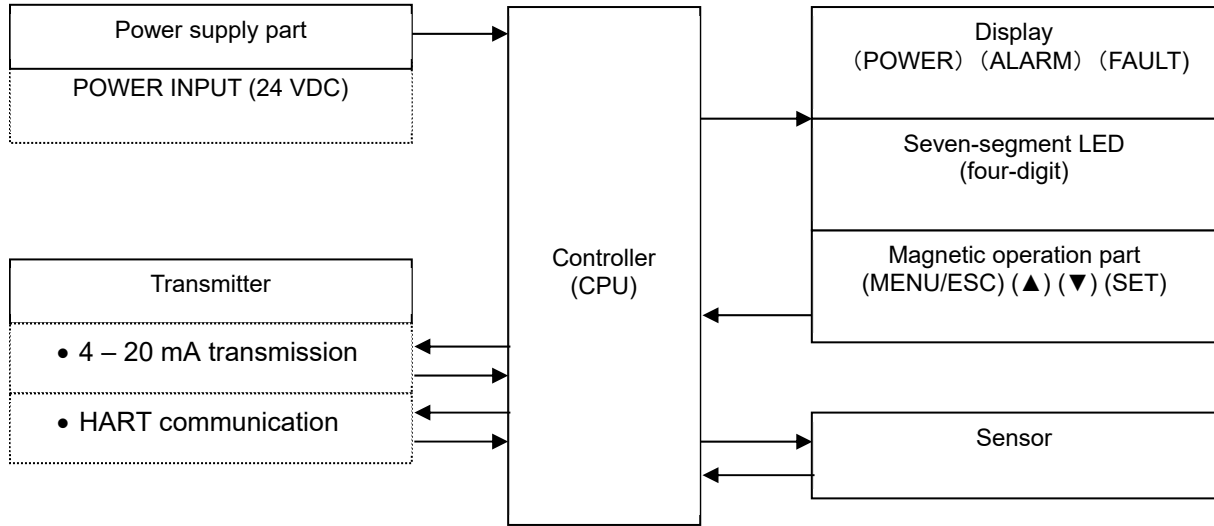 Power supply part
POWER INPUT (24 VDC)
Transmitter
• 4 – 20 mA transmission
• HART communication
Controller
(CPU)
Display
（POWER）（ALARM）（FAULT）
Seven-segment LED
(four-digit)
Magnetic operation part
(MENU/ESC) (▲) (▼) (SET)
Sensor